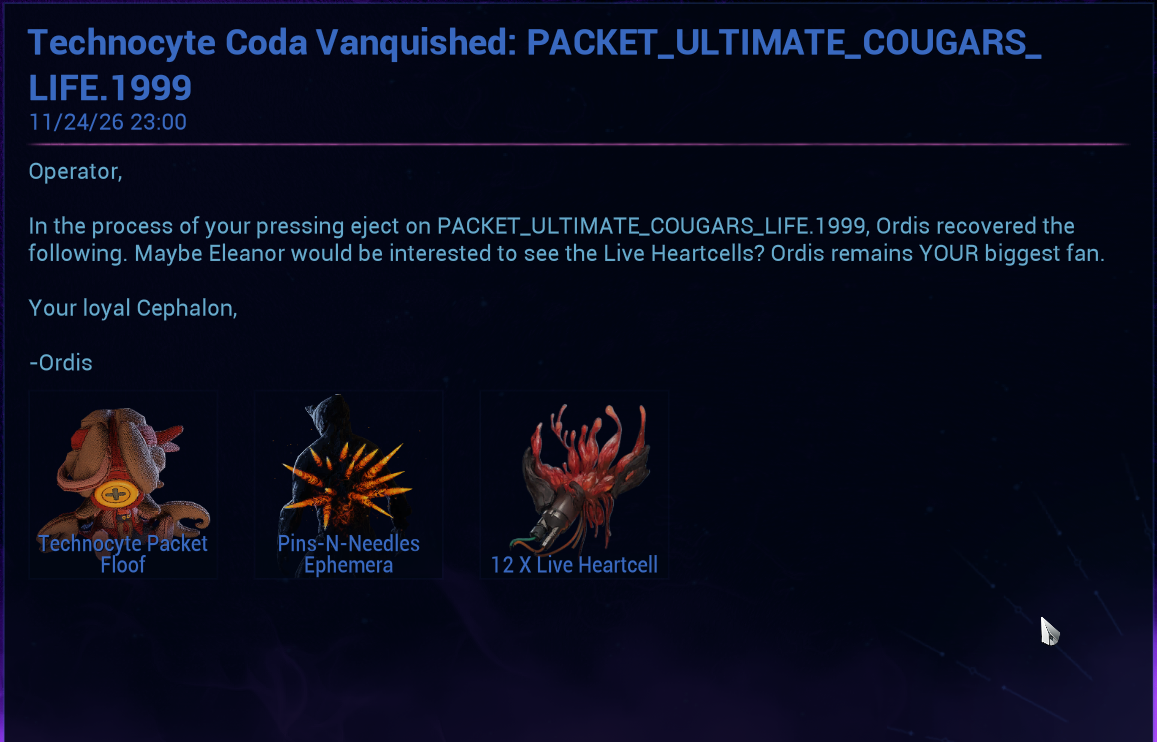 Technocyte Coda Vanquished: PACKET_ULTIMATE_COUGARS_
LIFE.1999
11/24/26 23:00
Operator,
In the process of your pressing eject on PACKET_ULTIMATE_COUGARS_LIFE.1999, Ordis recovered the
following. Maybe Eleanor would be interested to see the Live Heartcells? Ordis remains YOUR biggest fan.
Your loyal Cephalon,
-Ordis
Technocyte Packet
Floof
Pins-N-Needles
Ephemera
12 X Live Heartcell